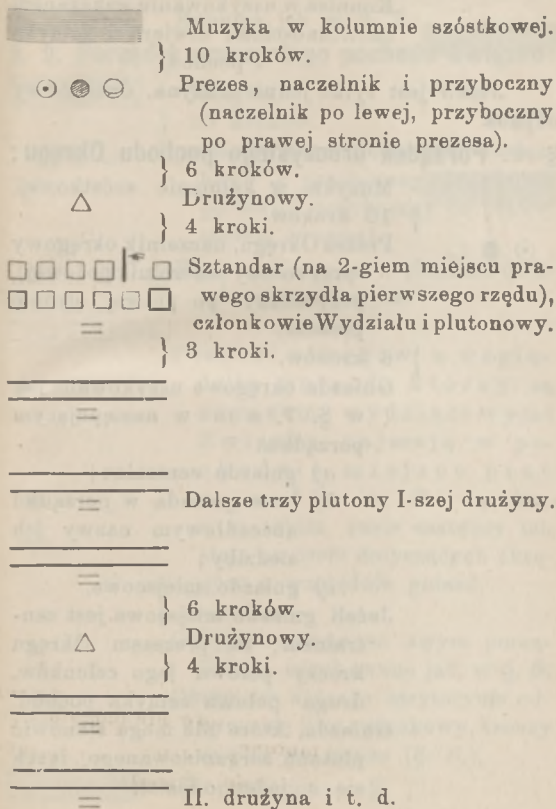 Muzyka w kolumnie szóstkowej.
10 kroków.
Prezes, naczelnik i przyboczny
(naczelnik po lewej, przyboczny
po prawej stronie prezesa).
6 kroków.
Drużynowy.
4 kroki.
Sztandar (na 2-giem miejscu pra-
wego skrzydła pierwszego rzędu),
członkowie Wydziału i plutonowy.
3 kroki.
Dalsze trzy plutony I-szej drużyny.
6 kroków.
Drużynowy.
4 kroki.
II. drużyna i t. d.